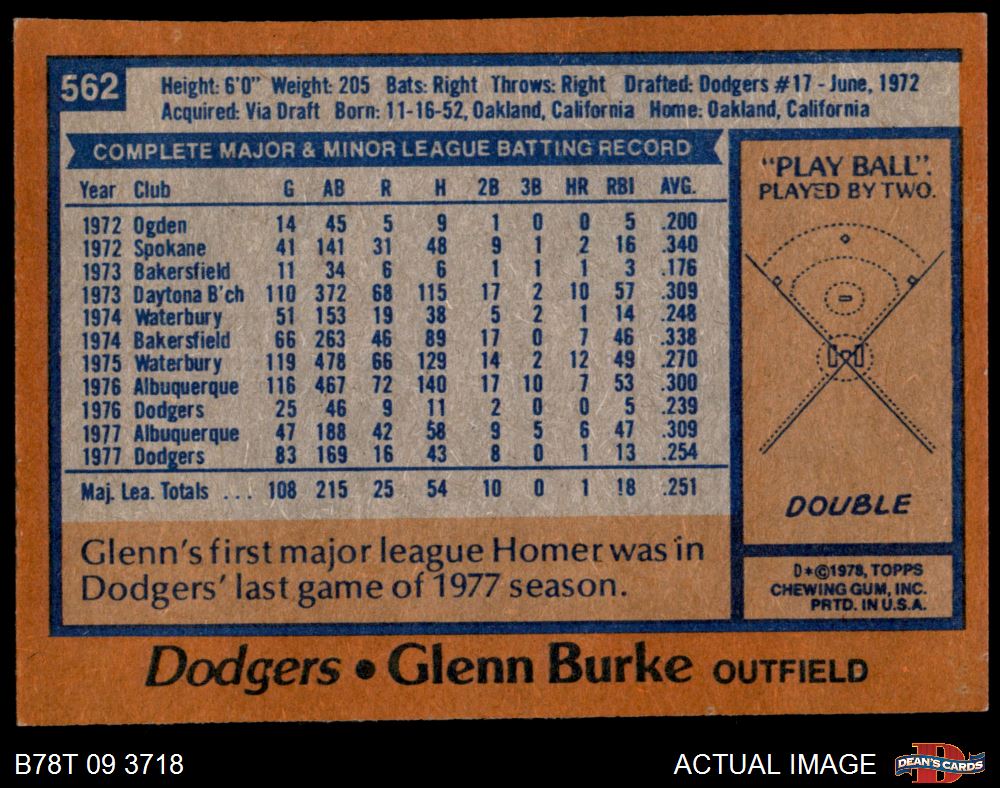 562
Height: 6'0" Weight: 205 Bats: Right Throws: Right Drafted: Dodgers #17 - June, 1972
Acquired: Via Draft Born: 11-16-52, Oakland, California Home: Oakland, California
COMPLETE MAJOR & MINOR LEAGUE BATTING RECORD
Year Club G AB R H 2B 3B HR RBI AVG.
1972 Ogden 14 45 5 9 1 0 0 5 .200
1972 Spokane 41 141 31 48 9 1 2 16 .340
1973 Bakersfield 11 34 6 6 1 1 1 3 .176
1973 Daytona B'ch 110 372 68 115 17 2 10 57 .309
1974 Waterbury 51 153 19 38 5 2 1 14 .248
1974 Bakersfield 66 263 46 89 17 0 7 46 .338
1975 Waterbury 119 478 66 129 14 2 12 49 .270
1976 Albuquerque 116 467 72 140 17 10 7 53 .300
1976 Dodgers 25 46 9 11 2 0 0 5 .239
1977 Albuquerque 47 188 42 58 9 5 6 47 .309
1977 Dodgers 83 169 16 43 8 0 1 13 .254
Maj. Lea. Totals ... 108 215 25 54 10 0 1 18 .251
Glenn's first major league Homer was in
Dodgers' last game of 1977 season.
"PLAY BALL".
PLAYED BY TWO.
DOUBLE
D*©1978, TOPPS
CHEWING GUM, INC.
PRTD. IN U.S.A.
Dodgers • Glenn Burke OUTFIELD
B78T 09 3718
ACTUAL IMAGE
D
DEAN'S CARDS